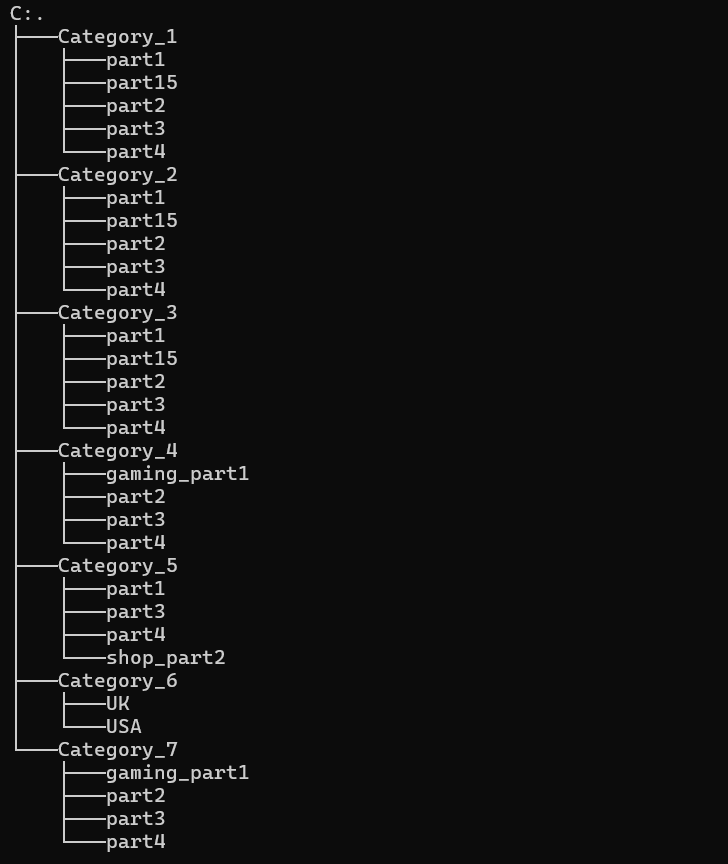 C:.
├───Category_1
│   ├───part1
│   ├───part15
│   ├───part2
│   ├───part3
│   └───part4
├───Category_2
│   ├───part1
│   ├───part15
│   ├───part2
│   ├───part3
│   └───part4
├───Category_3
│   ├───part1
│   ├───part15
│   ├───part2
│   ├───part3
│   └───part4
├───Category_4
│   ├───gaming_part1
│   ├───part2
│   ├───part3
│   └───part4
├───Category_5
│   ├───part1
│   ├───part3
│   ├───part4
│   └───shop_part2
├───Category_6
│   ├───UK
│   └───USA
└───Category_7
    ├───gaming_part1
    ├───part2
    ├───part3
    └───part4